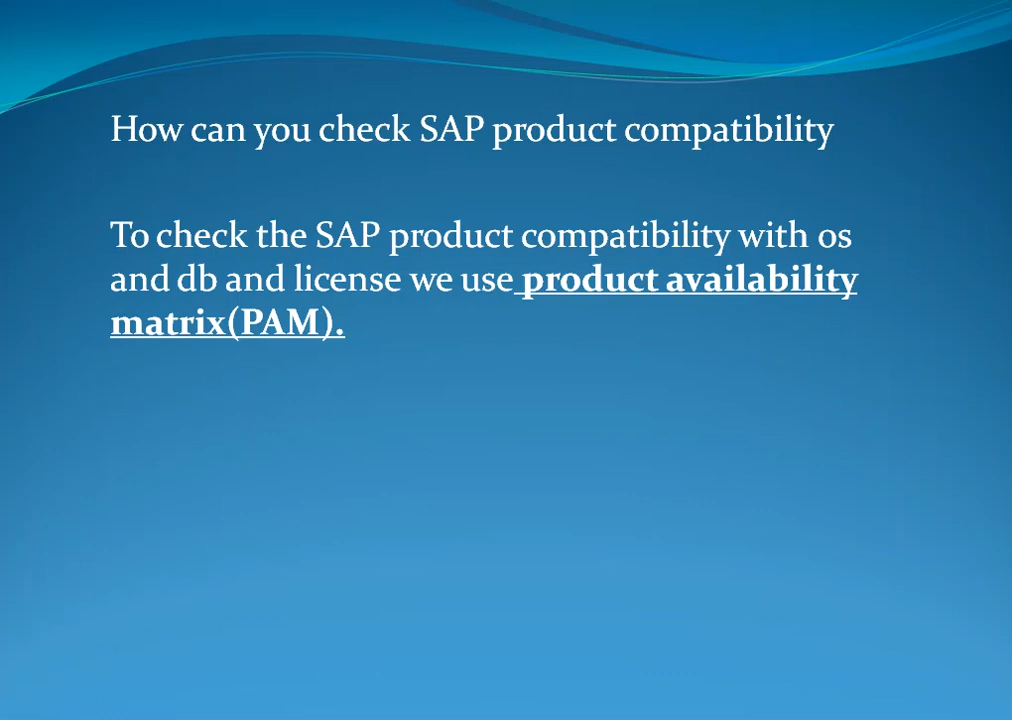 How can you check SAP product compatibility
To check the SAP product compatibility with os
and db and license we use product availability
matrix(PAM).